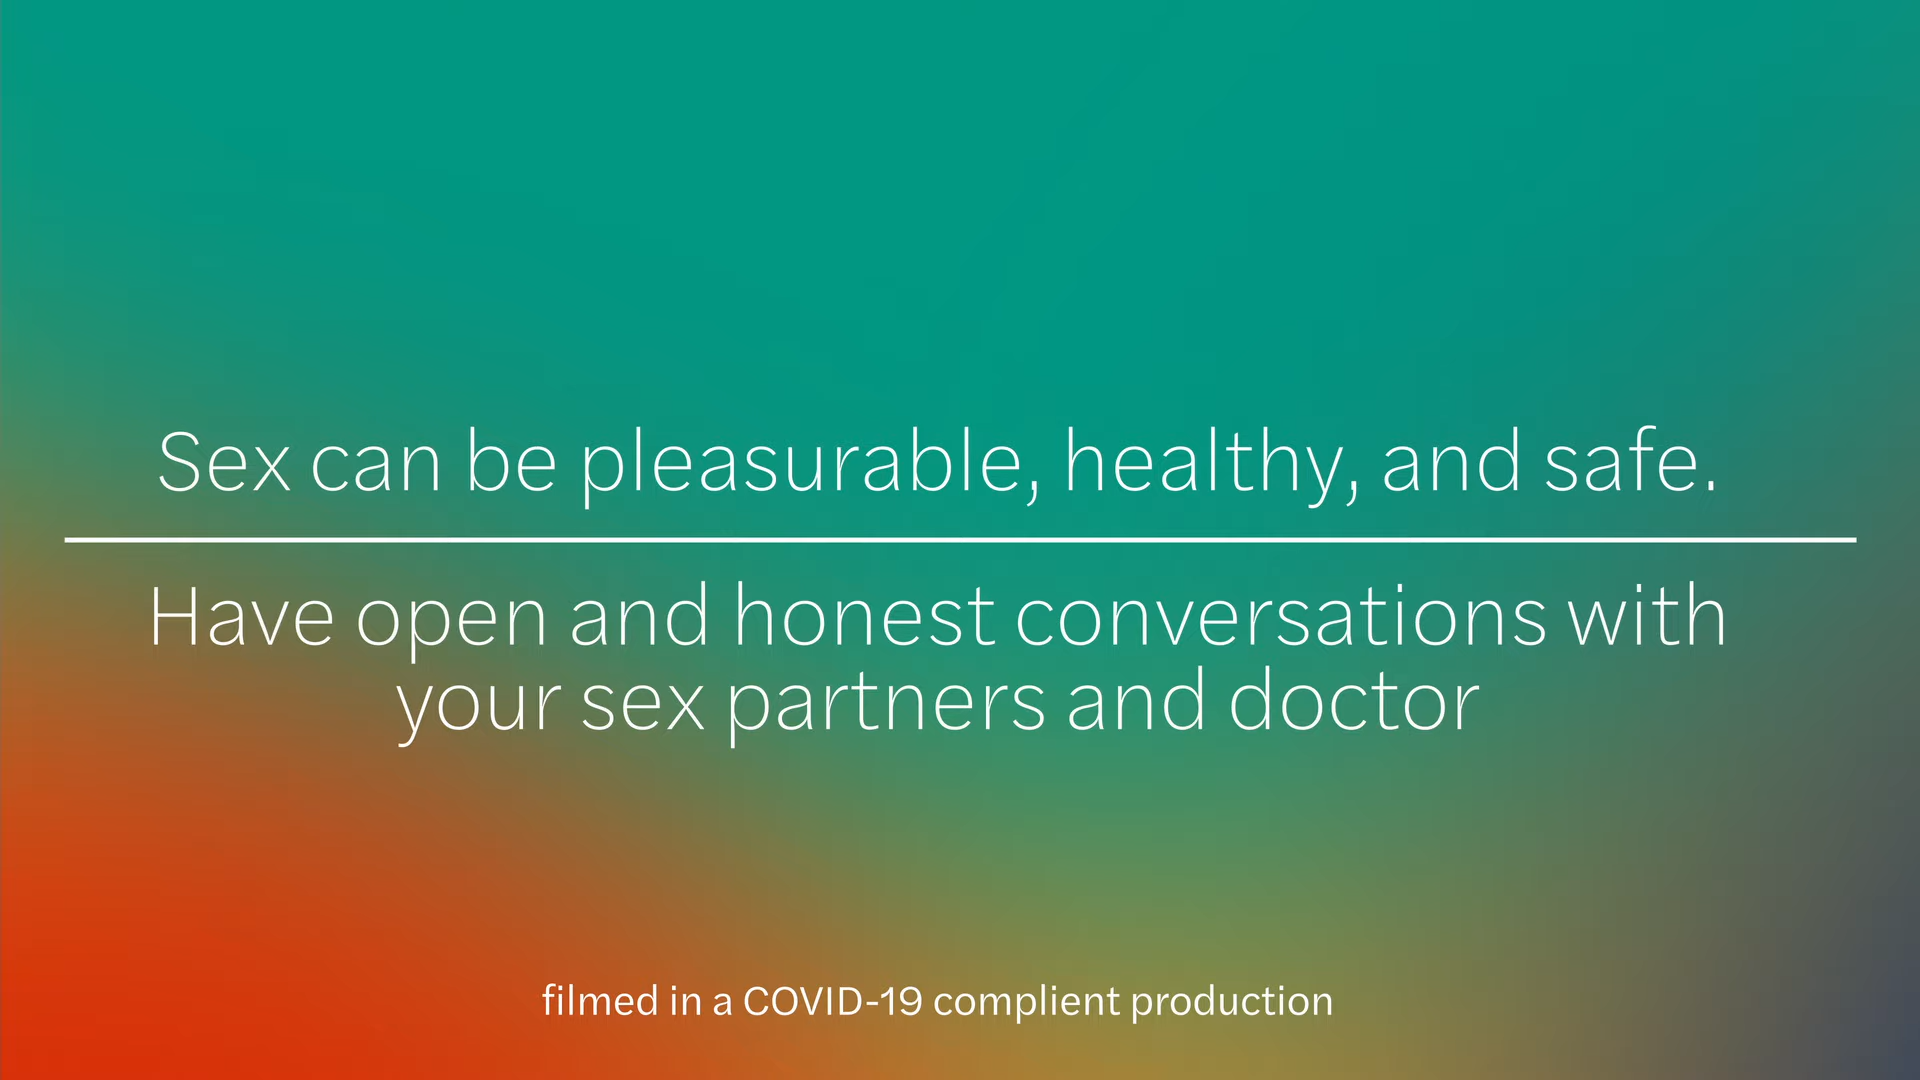 Sex can be pleasurable, healthy, and safe.
Have open and honest conversations with
your sex partners and doctor
filmed in a COVID-19 complient production